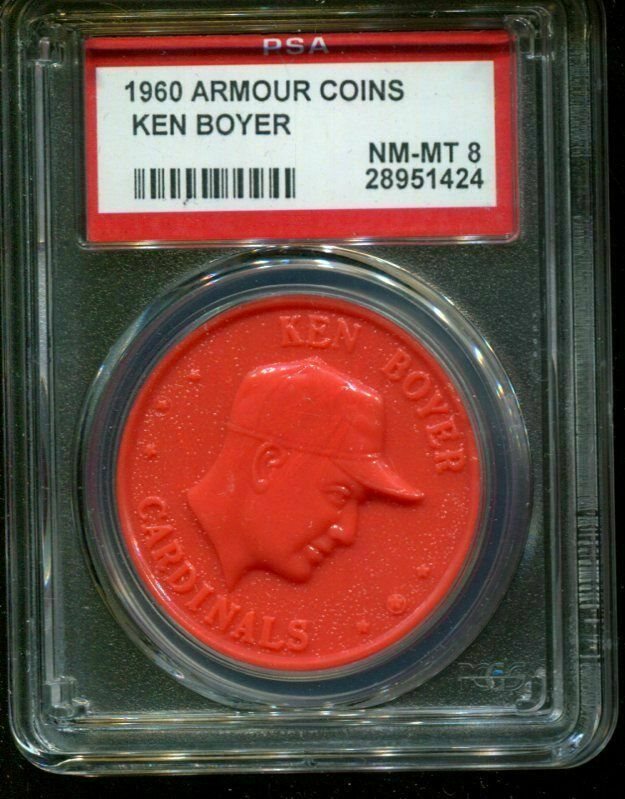 PSA
1960 ARMOUR COINS
KEN BOYER
NM-MT 8
28951424
KEN BOYER
CARDINALS